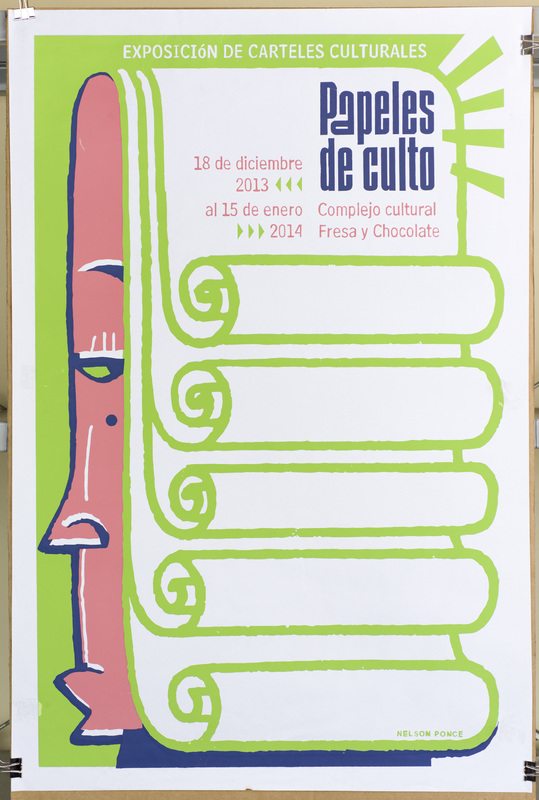 EXPOSICIÓN DE CARTELES CULTURALES
Papeles
de culto
18 de diciembre
2013
al 15 de enero
2014
Complejo cultural
Fresa y Chocolate
NELSON PONCE